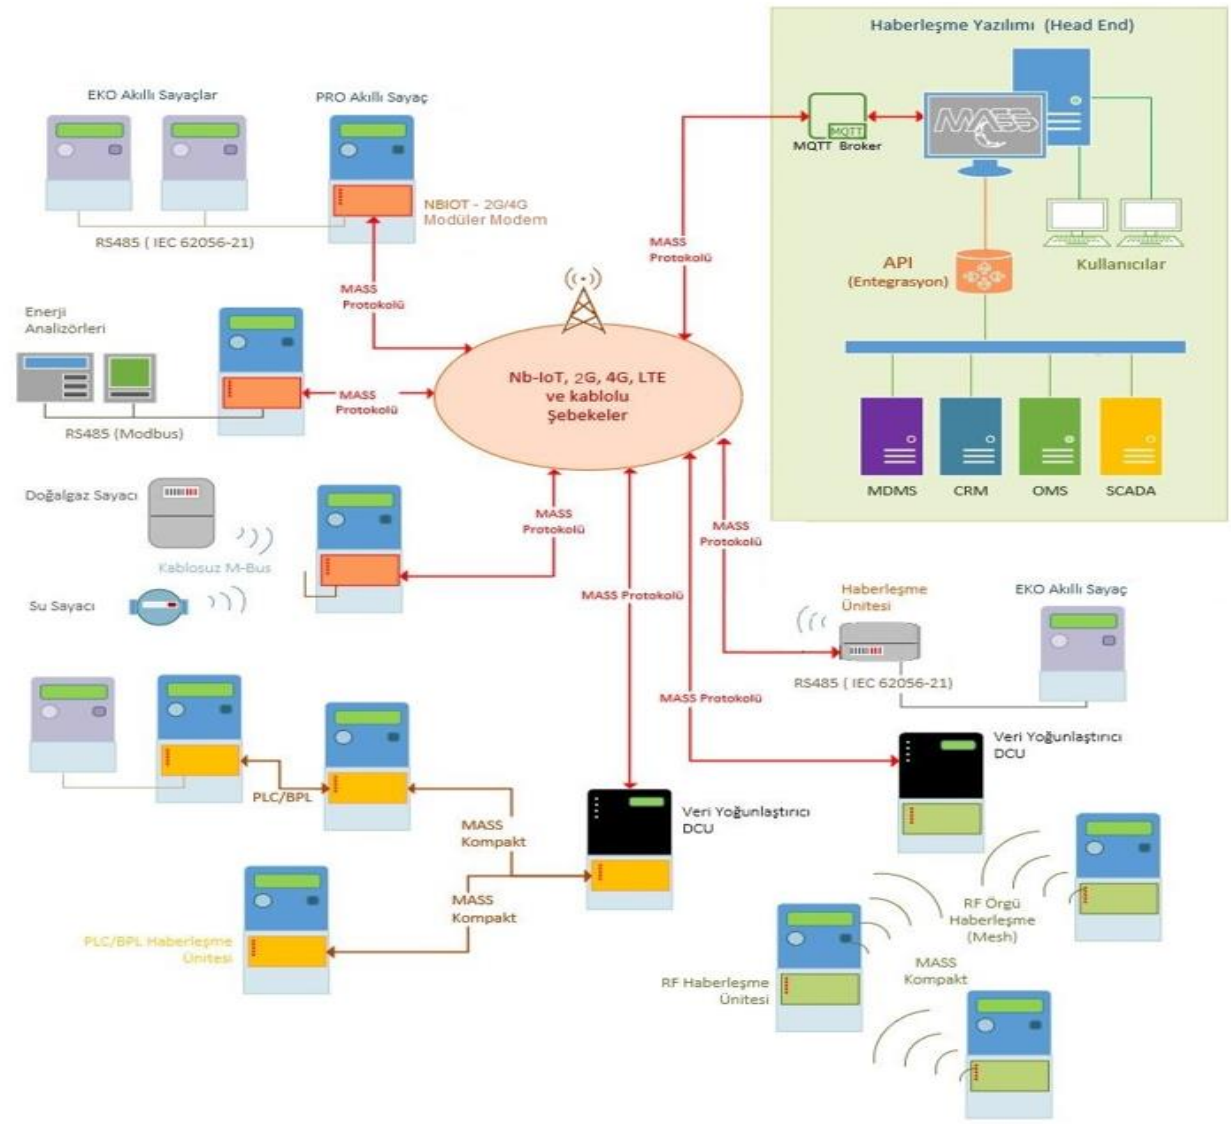 Haberleşme Yazılımı (Head End)
MASS
MQTT
MQTT Broker
API
(Entegrasyon)
Kullanıcılar
MDMS
CRM
OMS
SCADA
EKO Akıllı Sayaçlar
PRO Akıllı Sayaç
NBIOT - 2G/4G
Modüler Modem
RS485 ( IEC 62056-21)
MASS
Protokolü
MASS
Protokolü
Enerji
Analizörleri
RS485 (Modbus)
MASS
Protokolü
Nb-IoT, 2G, 4G, LTE
ve kablolu
Şebekeler
Doğalgaz Sayacı
Kablosuz M-Bus
Su Sayacı
MASS
Protokolü
MASS
Protokolü
MASS Protokolü
MASS Protokolü
Haberleşme
Ünitesi
EKO Akıllı Sayaç
RS485 ( IEC 62056-21)
PLC/BPL
MASS
Kompakt
MASS
Kompakt
PLC/BPL Haberleşme
Ünitesi
Veri Yoğunlaştırıcı
DCU
Veri Yoğunlaştırıcı
DCU
RF Örgü
Haberleşme
(Mesh)
MASS
Kompakt
RF Haberleşme
Ünitesi